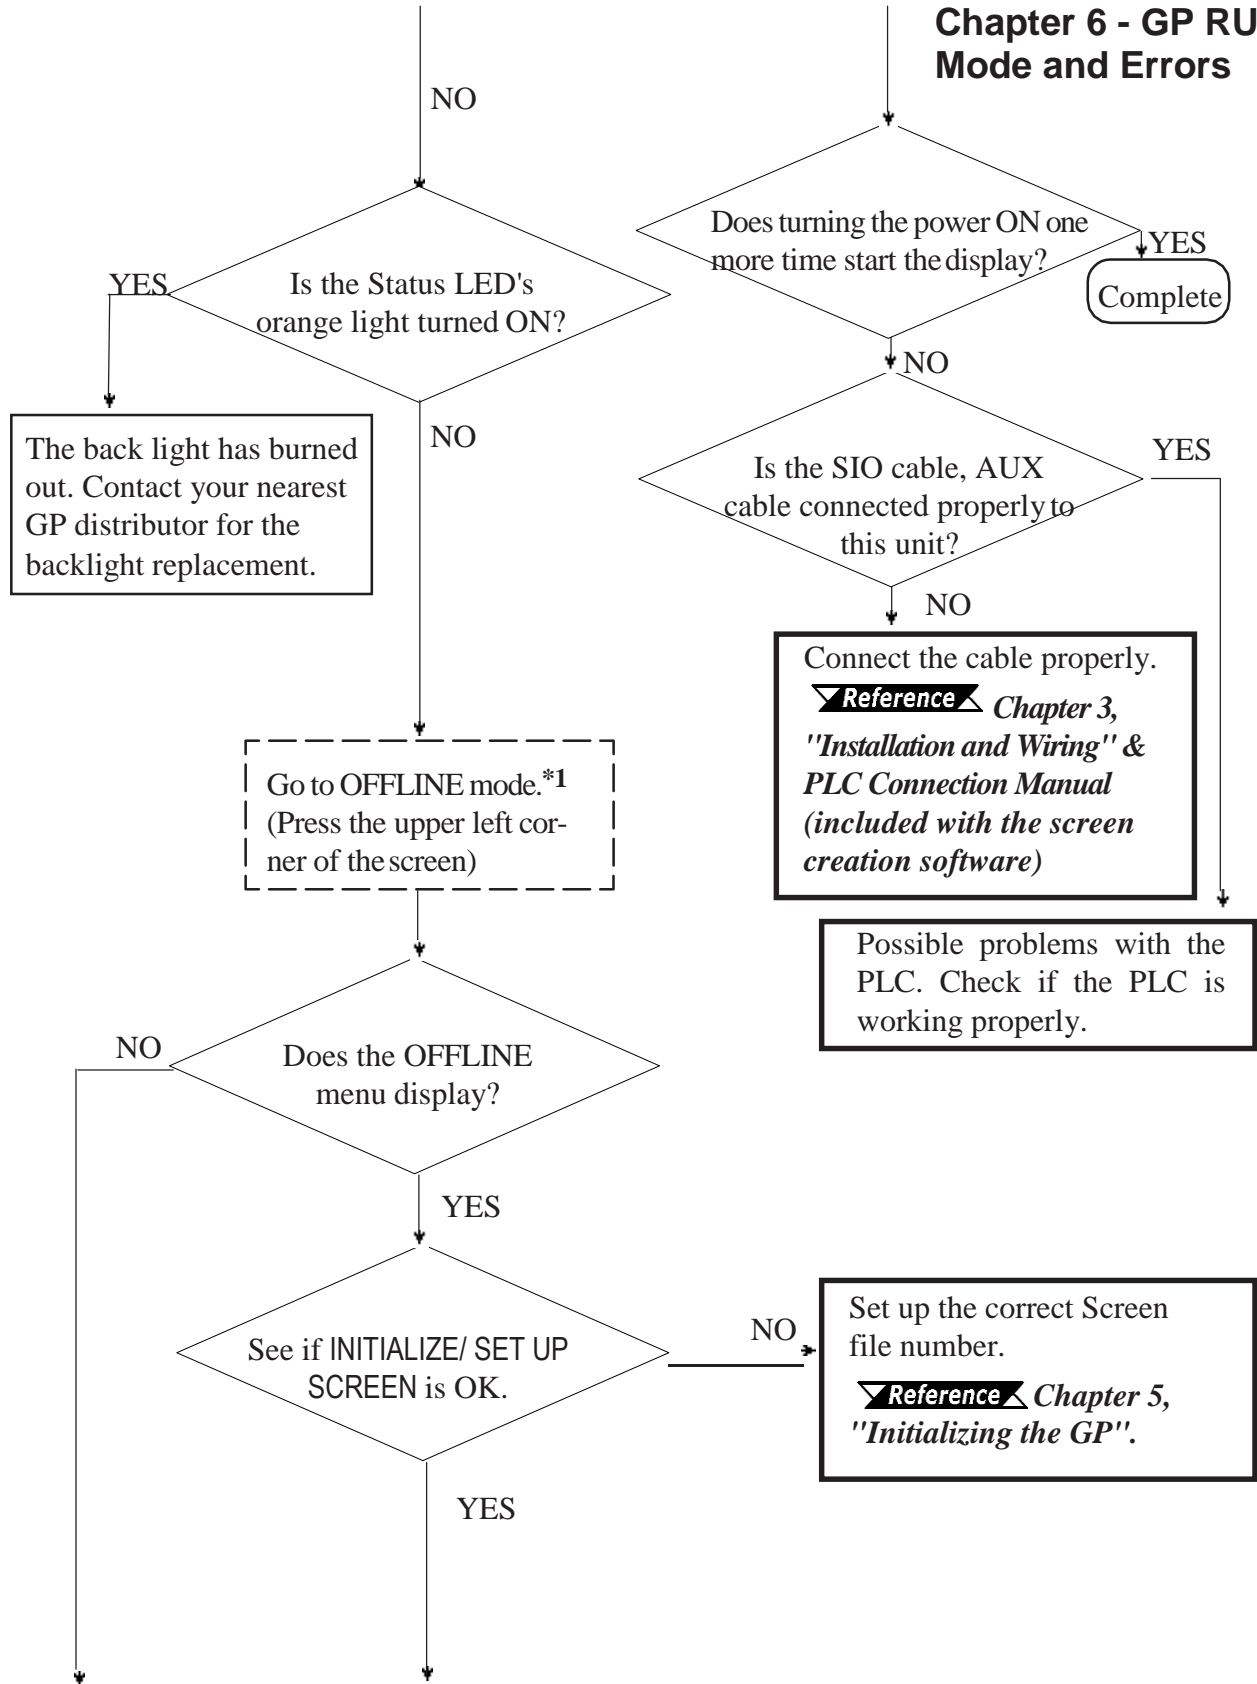 Chapter 6 - GP RU
Mode and Errors
NO
Does turning the power ON one
more time start the display?
YES
Complete
YES
Is the Status LED's
orange light turned ON?
NO
NO
The back light has burned
out. Contact your nearest
GP distributor for the
backlight replacement.
Is the SIO cable, AUX
cable connected properly to
this unit?
YES
NO
Connect the cable properly.
Reference Chapter 3,
"Installation and Wiring" &
PLC Connection Manual
(included with the screen
creation software)
Go to OFFLINE mode.*1
(Press the upper left cor-
ner of the screen)
Possible problems with the
PLC. Check if the PLC is
working properly.
NO
Does the OFFLINE
menu display?
YES
See if INITIALIZE/ SET UP
SCREEN is OK.
NO
Set up the correct Screen
file number.
Reference Chapter 5,
"Initializing the GP".
YES